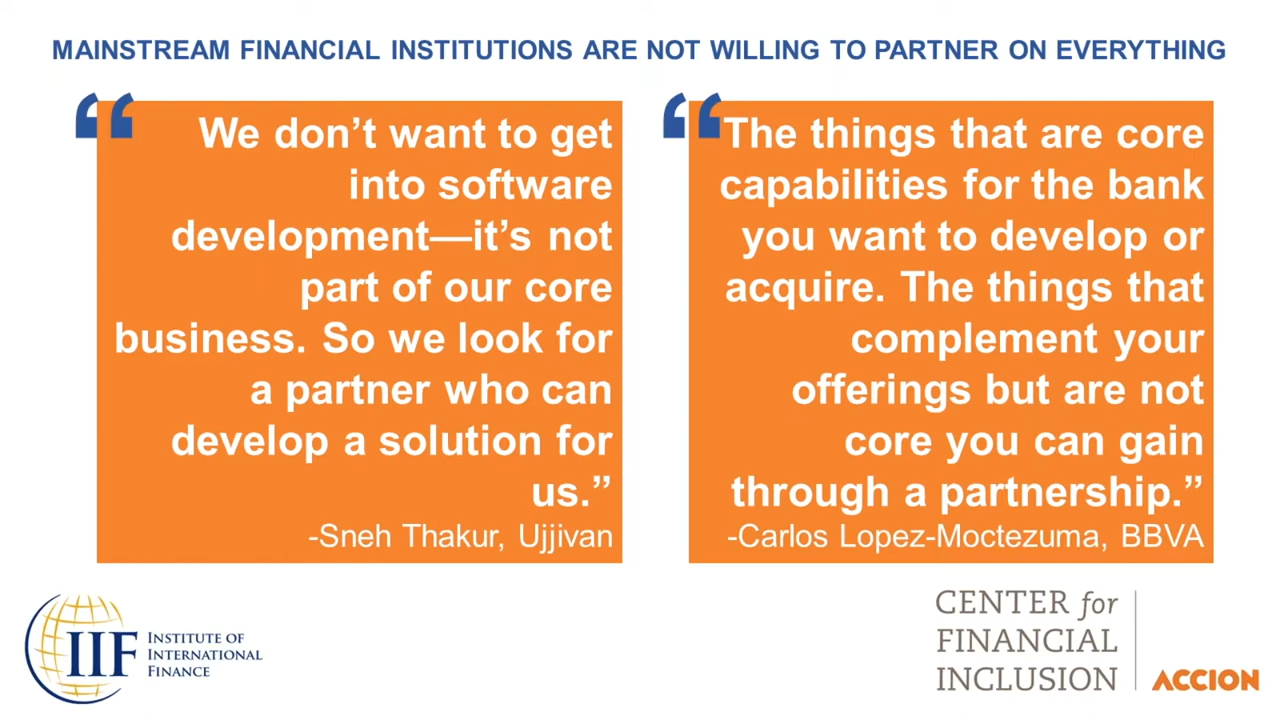 MAINSTREAM FINANCIAL INSTITUTIONS ARE NOT WILLING TO PARTNER ON EVERYTHING
“We don’t want to get
into software
development—it’s not
part of our core
business. So we look for
a partner who can
develop a solution for
us.”
-Sneh Thakur, Ujjivan
“The things that are core
capabilities for the bank
you want to develop or
acquire. The things that
complement your
offerings but are not
core you can gain
through a partnership.”
-Carlos Lopez-Moctezuma, BBVA
IIF
INSTITUTE OF
INTERNATIONAL
FINANCE
CENTER for
FINANCIAL
INCLUSION
ACCION